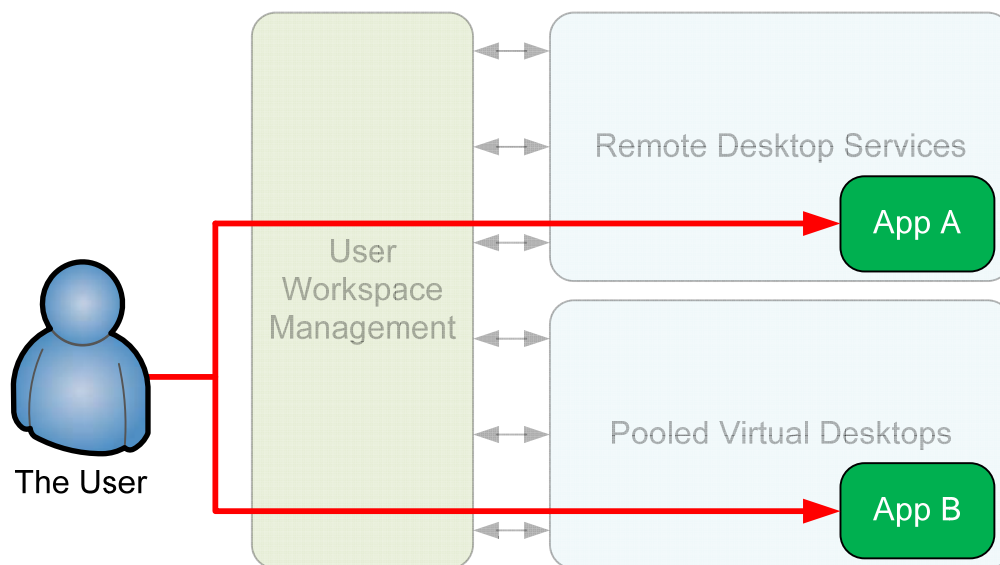 Remote Desktop Services
App A
User
Workspace
Management
The User
Pooled Virtual Desktops
App B